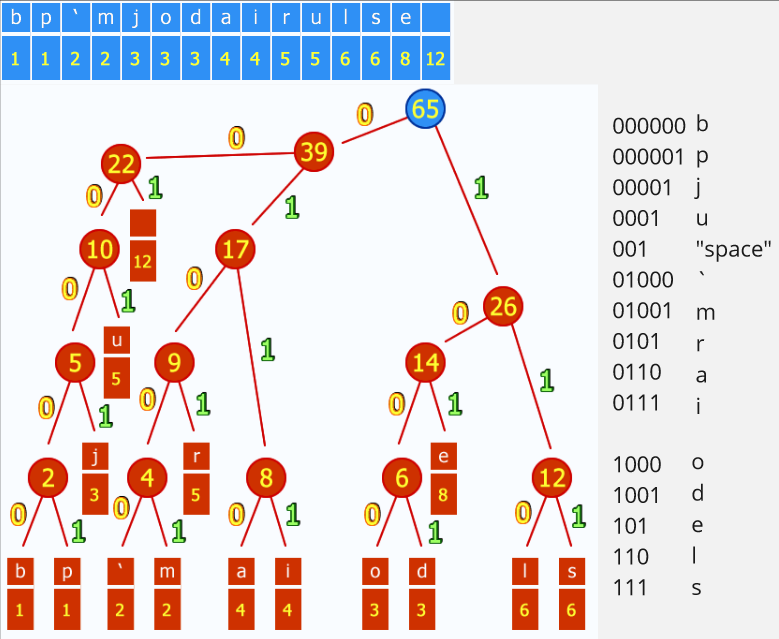 b p ` m j o d a i r u l s e
1 1 2 2 3 3 3 4 4 5 5 6 6 8 12
65
0 0
39
22
1
0 1
1
12
10 17
0 26
0 1 0
u
5
1
5 9 14 1
0 1 0 1 0 1
j r e
3 5 8
2 4 8 6 12
0 1 0 1 0 1 0 1 0 1
b p ` m a i o d l s
1 1 2 2 4 4 3 3 6 6
000000 b
000001 p
00001 j
0001 u
001 "space"
01000 `
01001 m
0101 r
0110 a
0111 i
1000 o
1001 d
101 e
110 l
111 s